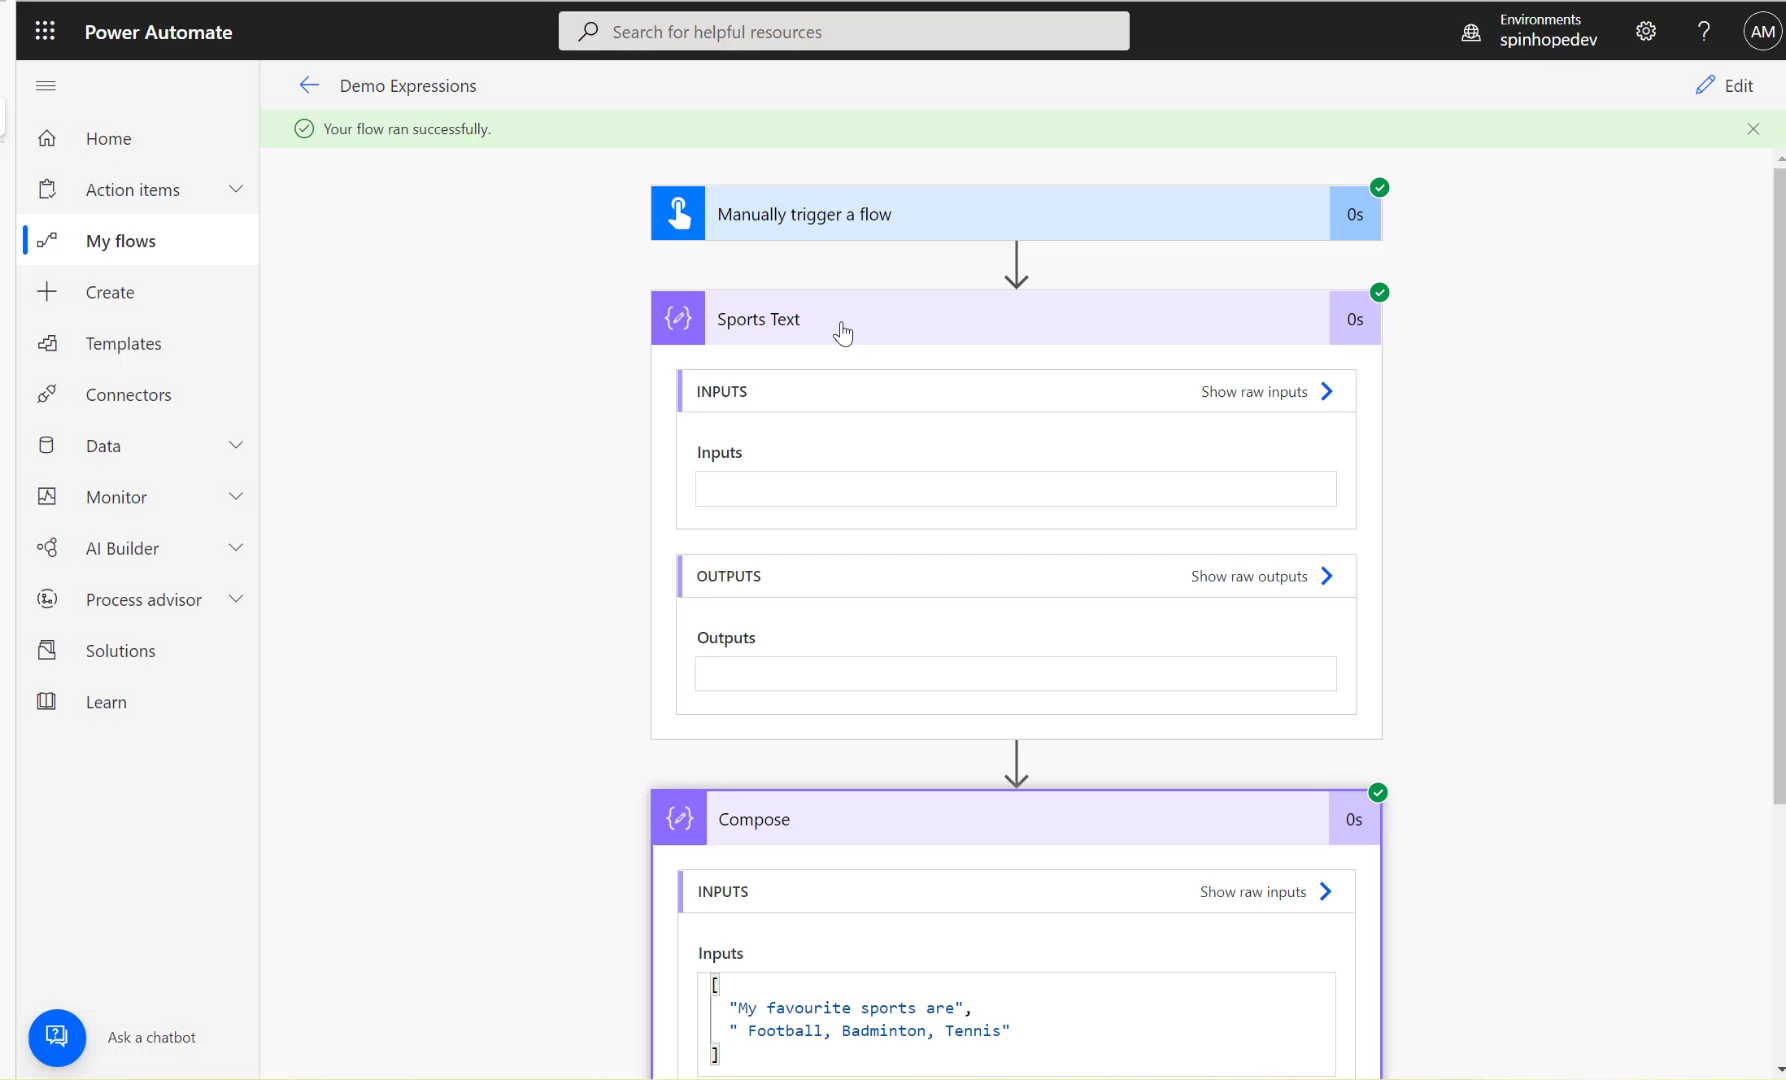 Power Automate
Search for helpful resources
Environments
spinhopedev
?
AM
Demo Expressions
Edit
Your flow ran successfully.
Home
Action items
My flows
Create
Templates
Connectors
Data
Monitor
AI Builder
Process advisor
Solutions
Learn
Ask a chatbot
Manually trigger a flow
0s
Sports Text
0s
INPUTS
Show raw inputs
Inputs
OUTPUTS
Show raw outputs
Outputs
Compose
0s
INPUTS
Show raw inputs
Inputs
[
"My favourite sports are",
" Football, Badminton, Tennis"
]